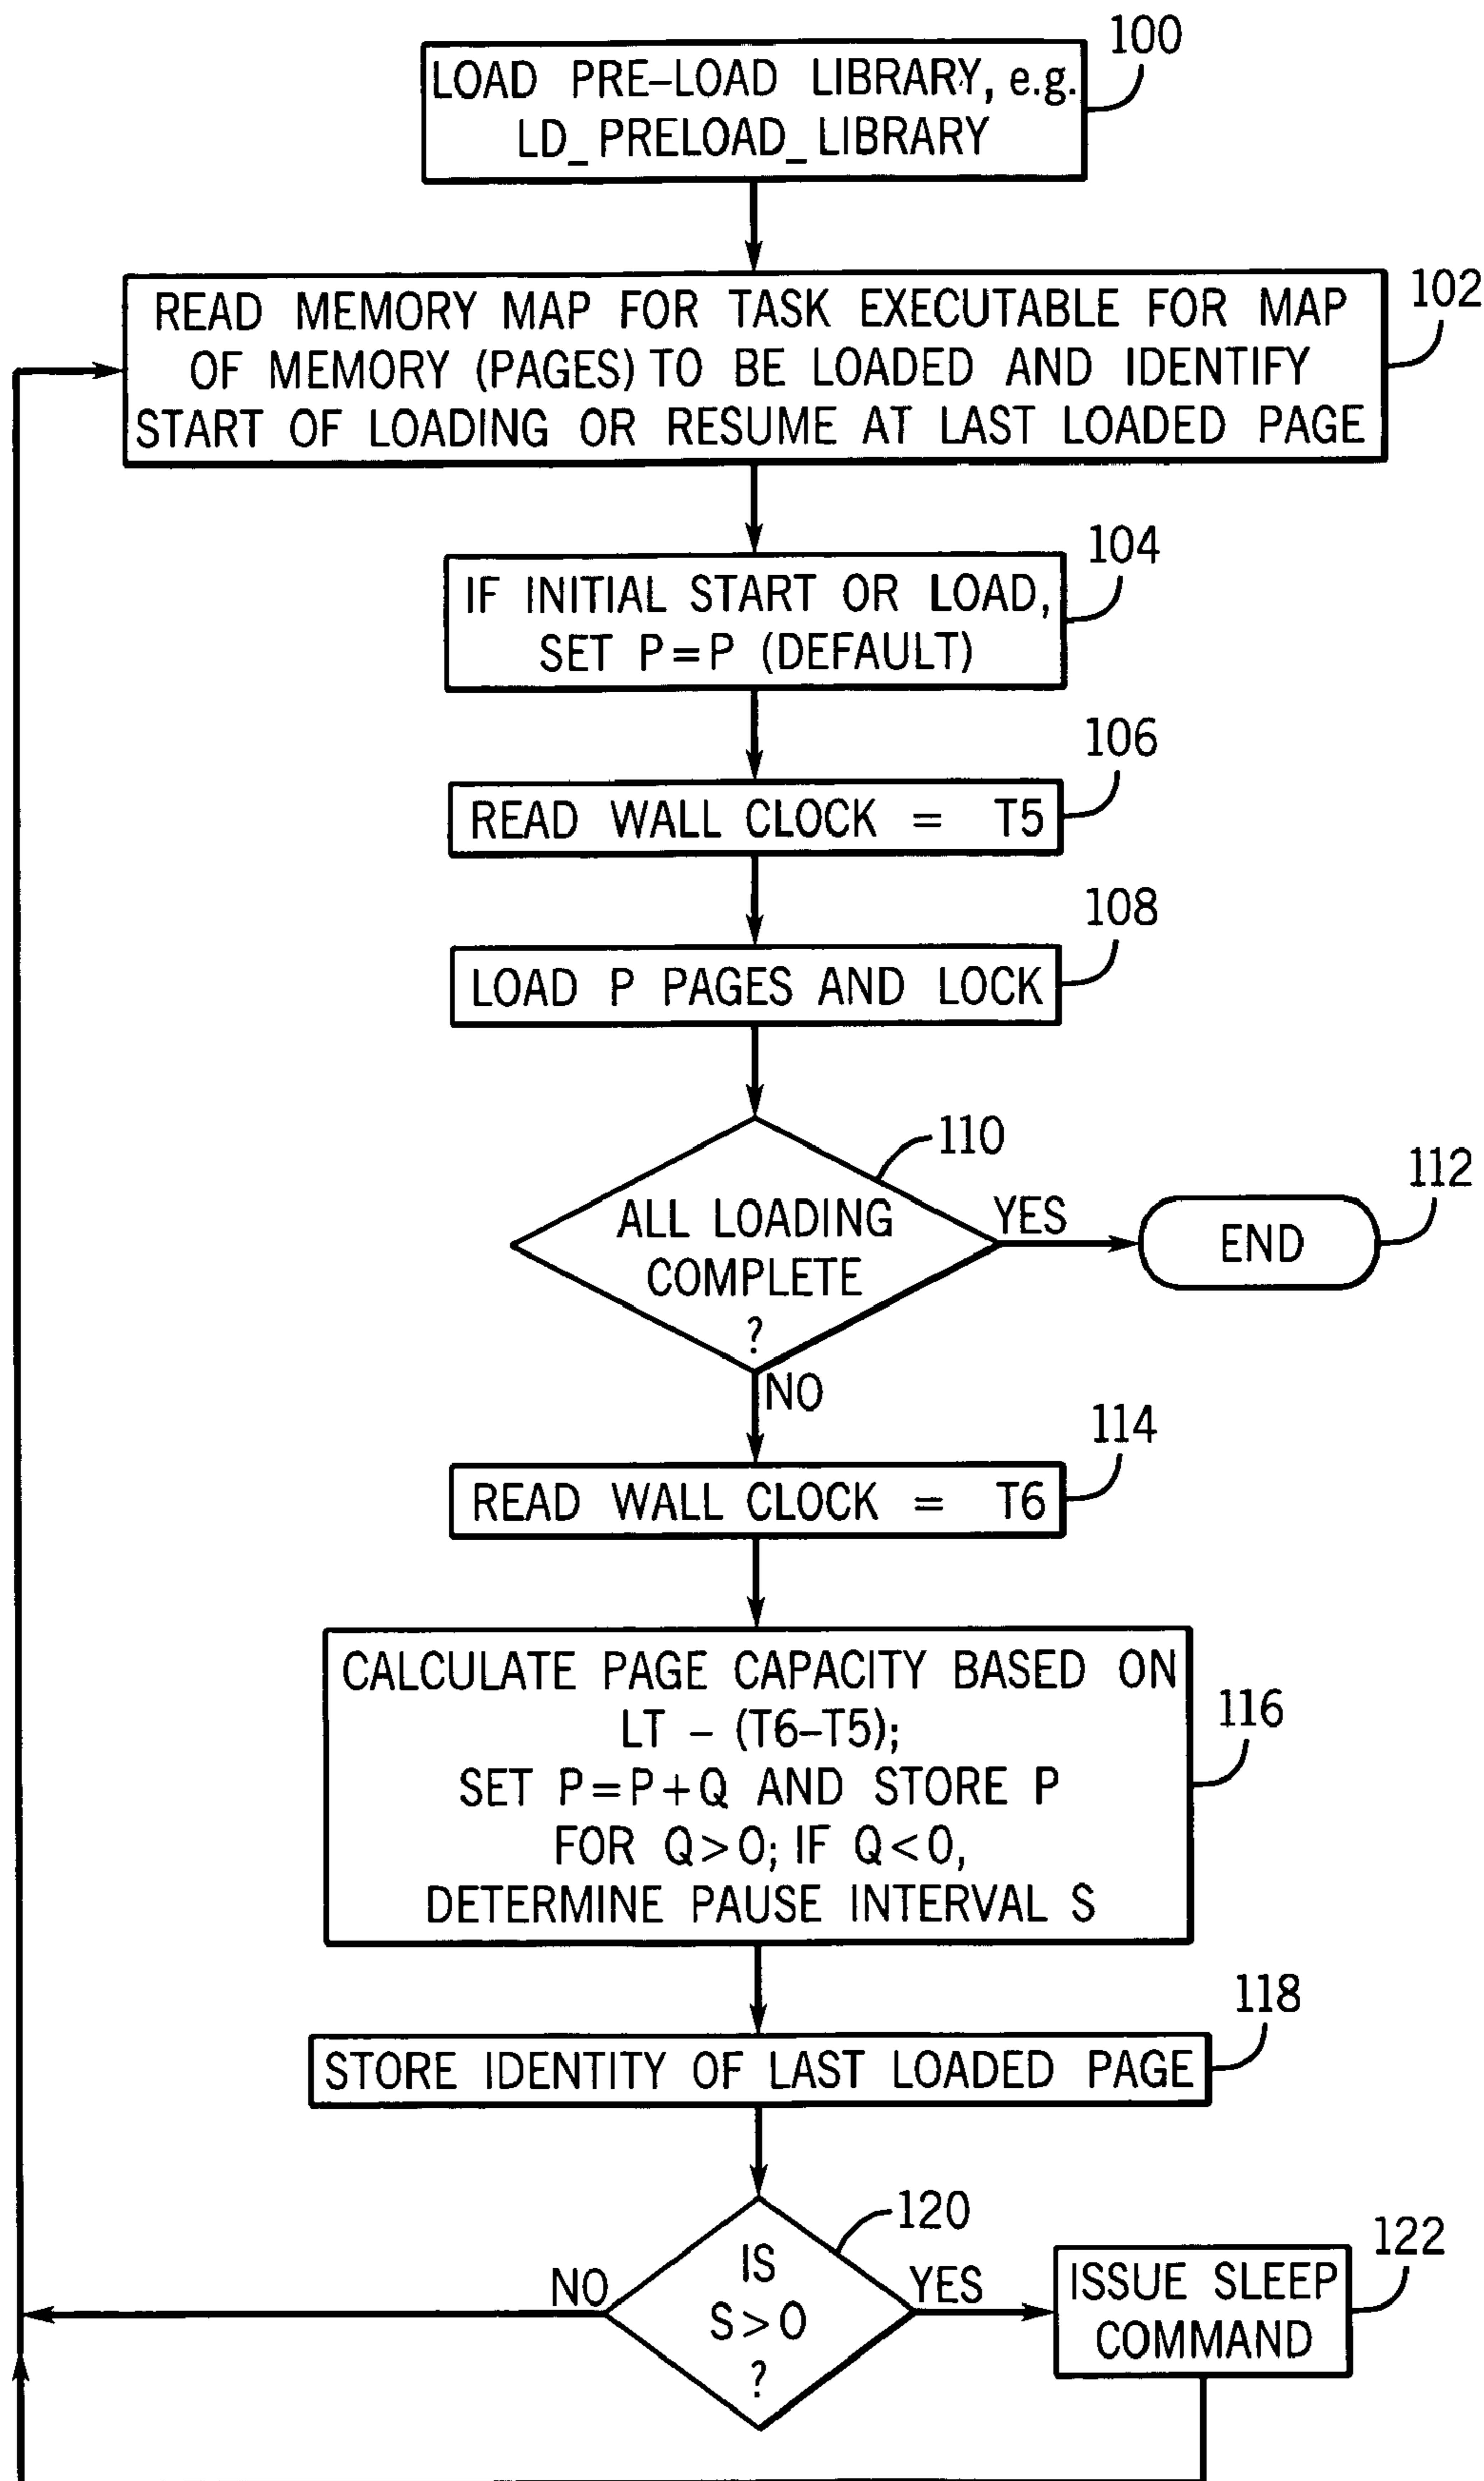 100
LOAD PRE-LOAD LIBRARY, e.g.
LD_PRELOAD_LIBRARY
102
READ MEMORY MAP FOR TASK EXECUTABLE FOR MAP
OF MEMORY (PAGES) TO BE LOADED AND IDENTIFY
START OF LOADING OR RESUME AT LAST LOADED PAGE
104
IF INITIAL START OR LOAD,
SET P=P (DEFAULT)
106
READ WALL CLOCK = T5
108
LOAD P PAGES AND LOCK
110
ALL LOADING
COMPLETE
?
YES
112
END
NO
114
READ WALL CLOCK = T6
116
CALCULATE PAGE CAPACITY BASED ON
LT - (T6-T5);
SET P=P+Q AND STORE P
FOR Q>0; IF Q<0,
DETERMINE PAUSE INTERVAL S
118
STORE IDENTITY OF LAST LOADED PAGE
120
IS
S>0
?
NO
YES
122
ISSUE SLEEP
COMMAND